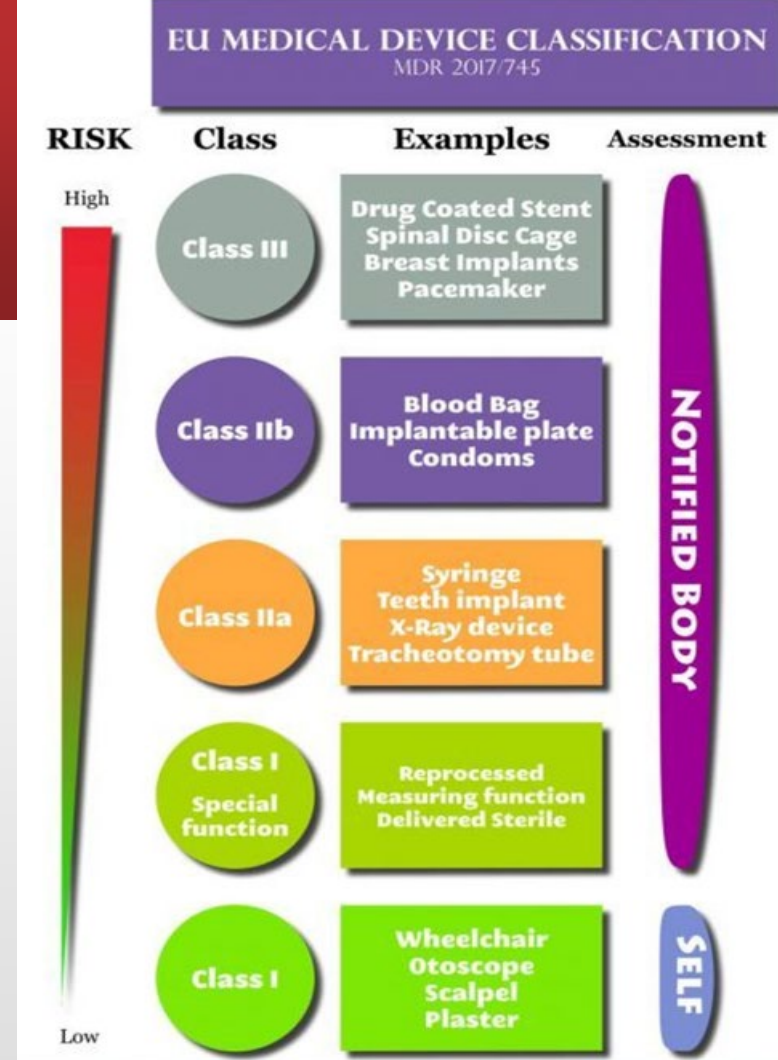 EU MEDICAL DEVICE CLASSIFICATION
MDR 2017/745
RISK
Class
Examples
Assessment
High
Class III
Drug Coated Stent
Spinal Disc Cage
Breast Implants
Pacemaker
Class IIb
Blood Bag
Implantable plate
Condoms
Class IIa
Syringe
Teeth implant
X-Ray device
Tracheotomy tube
Class I
Special
function
Reprocessed
Measuring function
Delivered Sterile
NOTIFIED BODY
Class I
Wheelchair
Otoscope
Scalpel
Plaster
SELF
Low